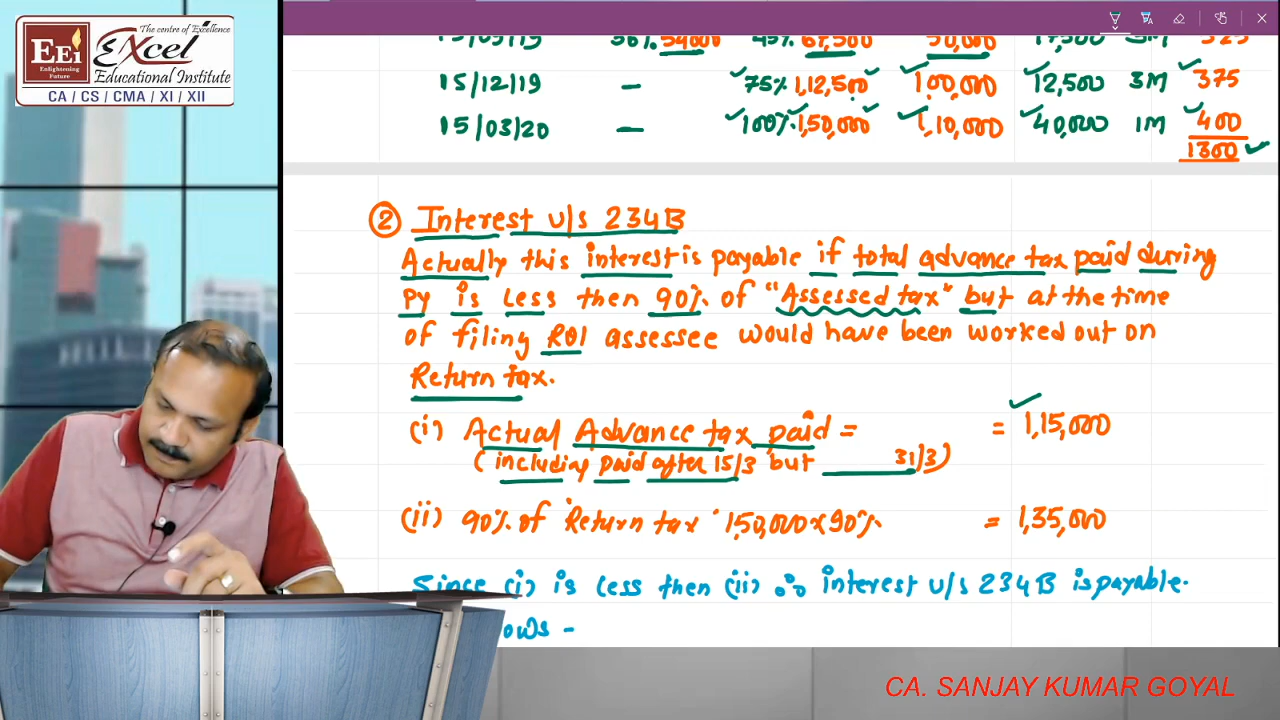 The centre of Excellence
EEi EXcel
Enlightening Future
Educational Institute
CA / CS / CMA / XI / XII
15/12/19 — 75% 1,12,500 1,00,000 12,500 3M 375
15/03/20 — 100% 1,50,000 1,10,000 40,000 1M 400
1300
② Interest u/s 234B
Actually this interest is payable if total advance tax paid during
py is less then 90% of "Assessed tax" but at the time
of filing ROI assessee would have been worked out on
Return tax.
(i) Actual Advance tax paid = = 1,15,000
(including paid after 15/3 but 31/3)
(ii) 90% of Return tax 1,50,000 x 90% = 1,35,000
Since (i) is less then (ii) ∴ interest u/s 234B is payable.
CA. SANJAY KUMAR GOYAL